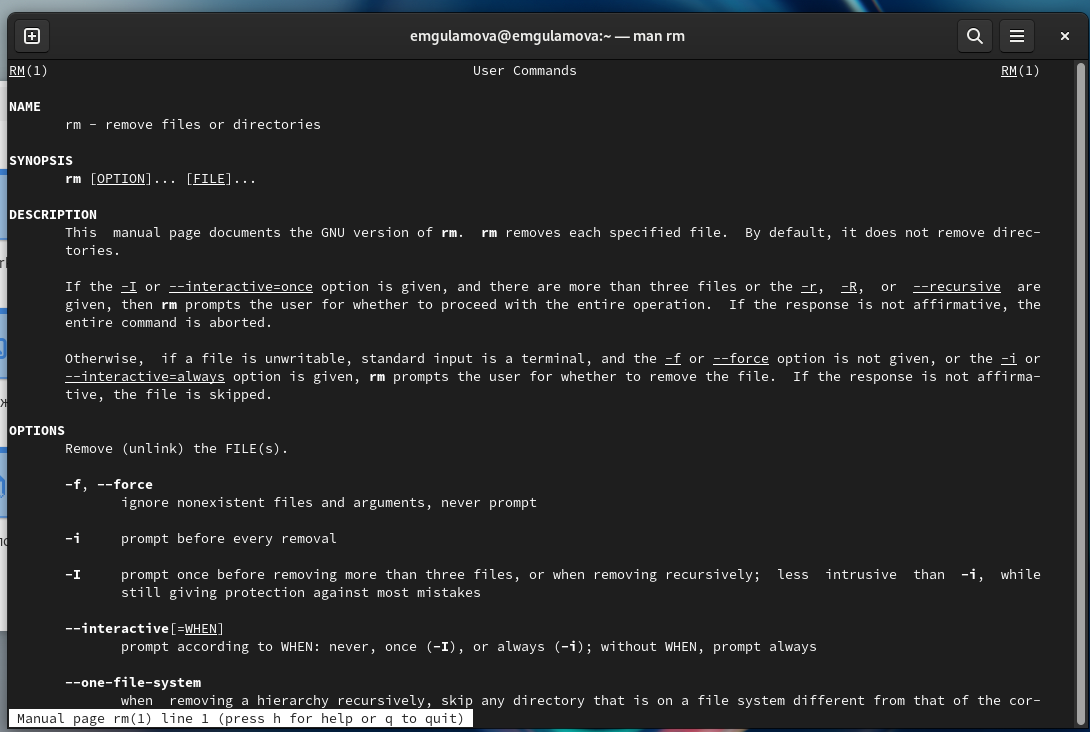 emgulamova@emgulamova:~ — man rm
RM(1) User Commands RM(1)
NAME
rm - remove files or directories
SYNOPSIS
rm [OPTION]... [FILE]...
DESCRIPTION
This manual page documents the GNU version of rm. rm removes each specified file. By default, it does not remove direc-
tories.
If the -I or --interactive=once option is given, and there are more than three files or the -r, -R, or --recursive are
given, then rm prompts the user for whether to proceed with the entire operation. If the response is not affirmative, the
entire command is aborted.
Otherwise, if a file is unwritable, standard input is a terminal, and the -f or --force option is not given, or the -i or
--interactive=always option is given, rm prompts the user for whether to remove the file. If the response is not affirma-
tive, the file is skipped.
OPTIONS
Remove (unlink) the FILE(s).
-f, --force
ignore nonexistent files and arguments, never prompt
-i prompt before every removal
-I prompt once before removing more than three files, or when removing recursively; less intrusive than -i, while
still giving protection against most mistakes
--interactive[=WHEN]
prompt according to WHEN: never, once (-I), or always (-i); without WHEN, prompt always
--one-file-system
when removing a hierarchy recursively, skip any directory that is on a file system different from that of the cor-
Manual page rm(1) line 1 (press h for help or q to quit)